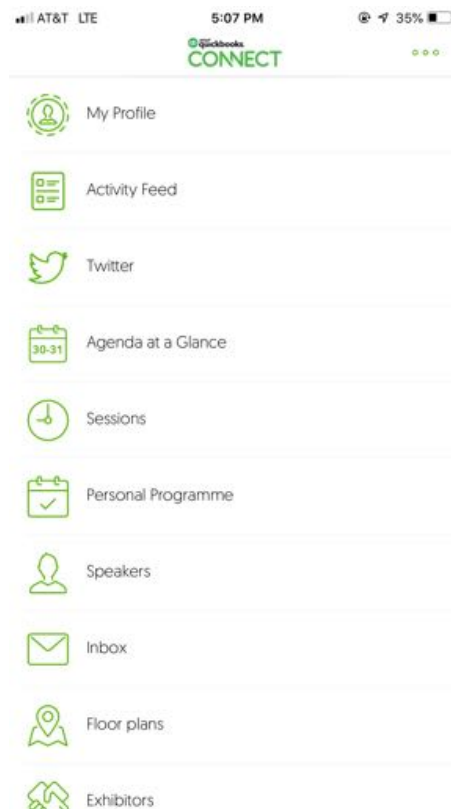 AT&T LTE 5:07 PM 35%
quickbooks.
CONNECT
My Profile
Activity Feed
Twitter
30-31
Agenda at a Glance
Sessions
Personal Programme
Speakers
Inbox
Floor plans
Exhibitors